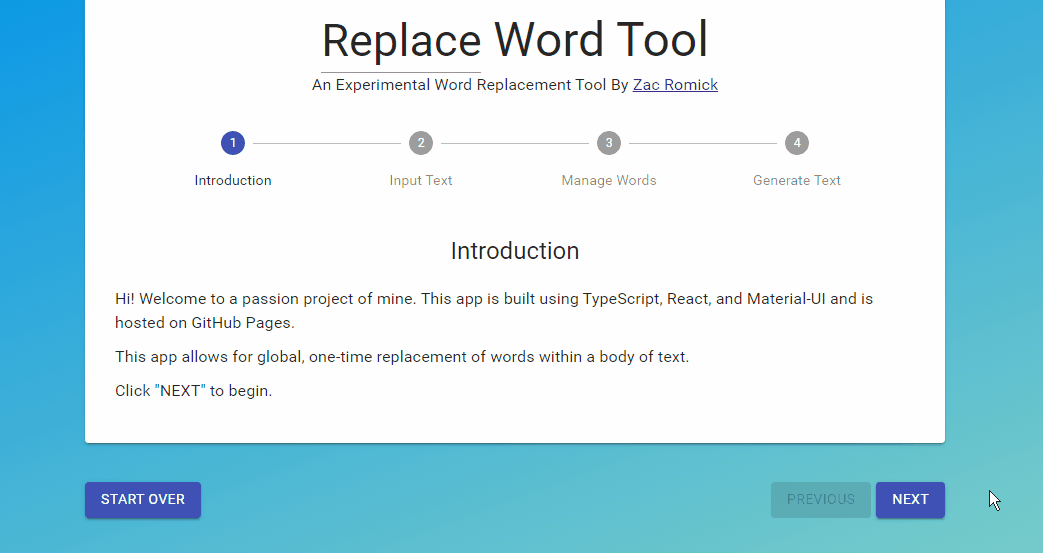 Replace Word Tool
An Experimental Word Replacement Tool By Zac Romick
1 2 3 4
Introduction Input Text Manage Words Generate Text
Introduction
Hi! Welcome to a passion project of mine. This app is built using TypeScript, React, and Material-UI and is
hosted on GitHub Pages.
This app allows for global, one-time replacement of words within a body of text.
Click "NEXT" to begin.
START OVER PREVIOUS NEXT